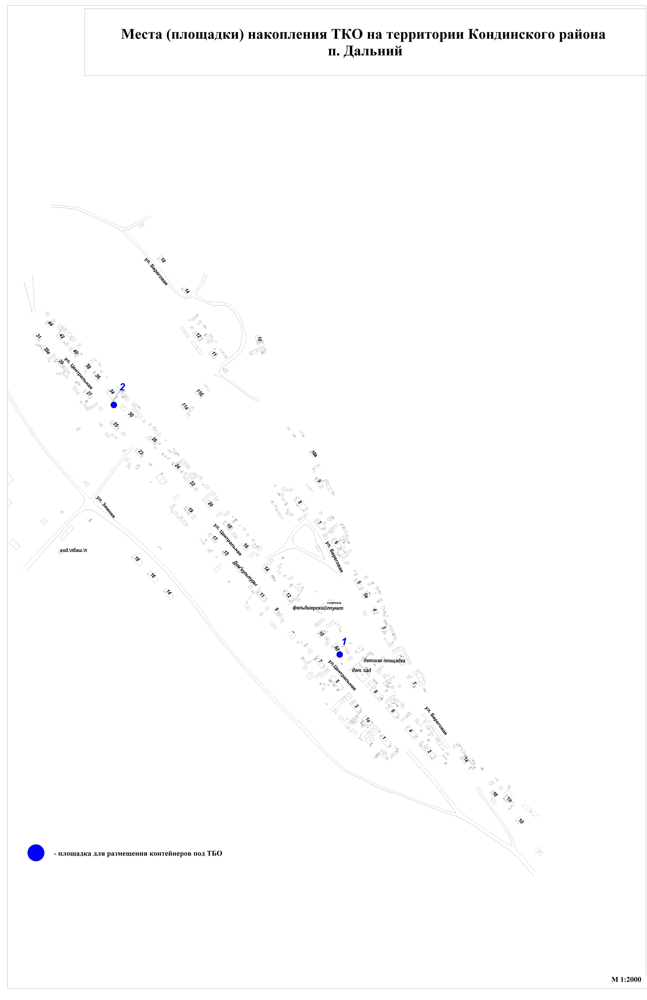 Места (площадки) накопления ТКО на территории Кондинского района
п. Дальний
18
ул. Береговая
14
44
31
42
12
10
35а
40
11
29
38
ул. Центральная
36
2
34
27
11б
11а
30
25
26
23
10а
24
9
22
8
ул. Зимняя
20
19
7
18
ул. Центральная
17
6
16
ул. Береговая
вод.\пбаш.\п
15
18
Дом культуры
14
16
5
14
11
12
5а
школа
фельдшерский\ппункт
9
4
3
10
1
8д
детская площадка
7
ул.Центральная
дет. сад
5
1
8
3
6
ул. Береговая
1а
4
1
2
1а
1б
1/г
1д
- площадка для размещения контейнеров под ТБО
М 1:2000